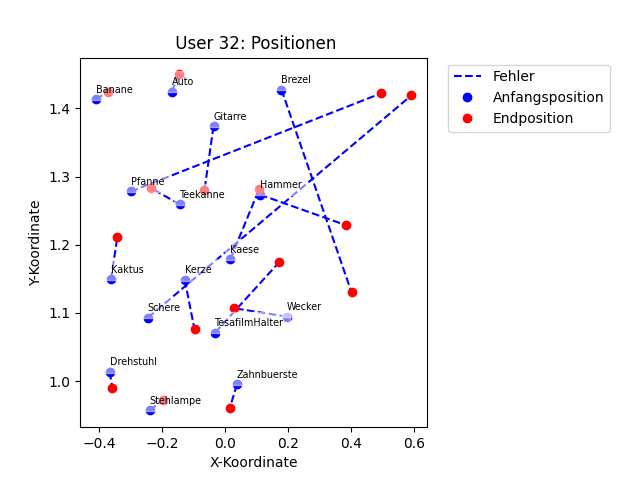 User 32: Positionen
Fehler
Anfangsposition
Endposition
Banane
Auto
Brezel
Gitarre
Pfanne
Teekanne
Hammer
Kaktus
Kerze
Kaese
Schere
TesafilmHalter
Wecker
Drehstuhl
Stehlampe
Zahnbuerste
Y-Koordinate
1.4
1.3
1.2
1.1
1.0
−0.4
−0.2
0.0
0.2
0.4
0.6
X-Koordinate